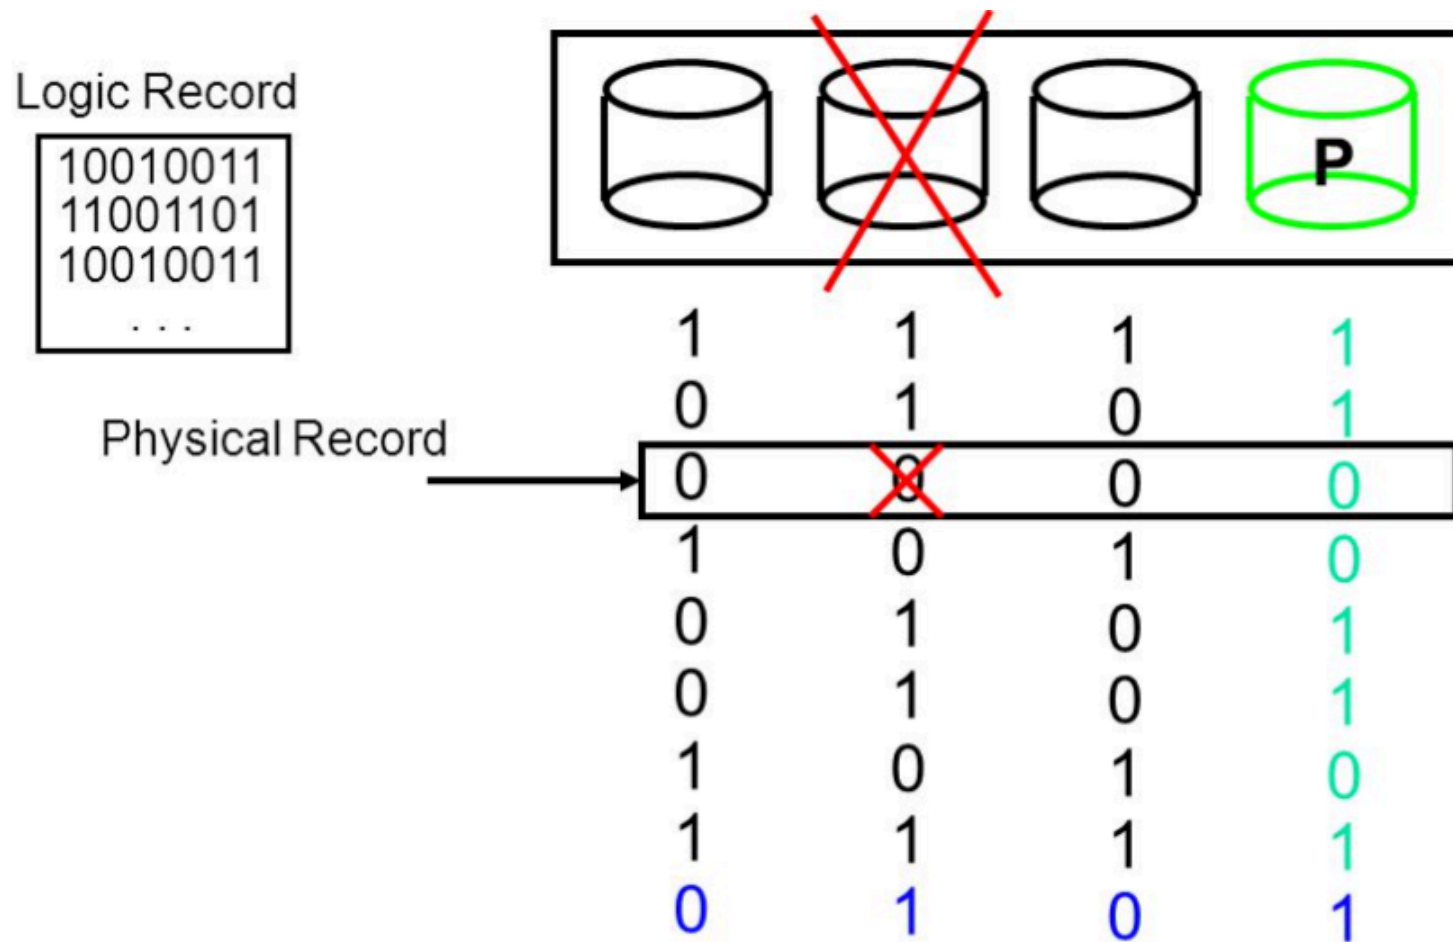 Logic Record
10010011
11001101
10010011
. . .
P
1 1 1 1
0 1 0 1
Physical Record
0 0 0 0
1 0 1 0
0 1 0 1
0 1 0 1
1 0 1 0
1 1 1 1
0 1 0 1